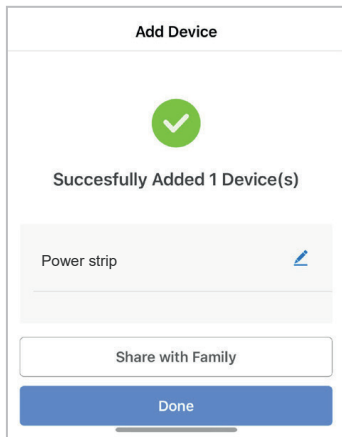 Add Device
Succesfully Added 1 Device(s)
Power strip
Share with Family
Done